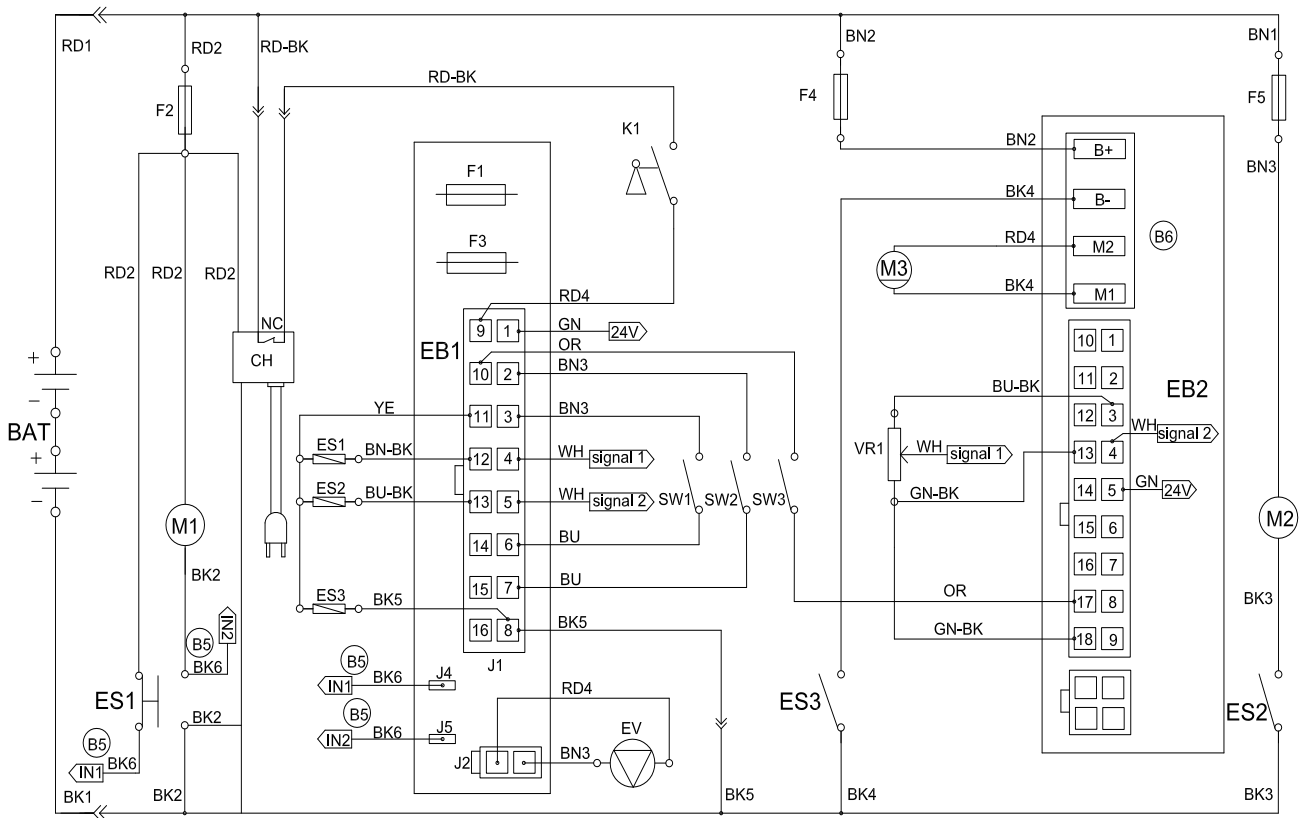 RD1
RD2
RD-BK
BN2
BN1
RD-BK
F2
F4
F5
K1
F1
BN2
B+
BN3
BK4
B-
RD4
M2
B6
F3
M3
RD2
RD2
RD2
BK4
M1
RD4
NC
CH
9 1
GN
24V
OR
EB1
10 2
BN3
10 1
11 2
EB2
BU-BK
YE
11 3
BN3
12 3
BAT
ES1
BN-BK
12 4
WH
signal 1
VR1
WH
signal 1
13 4
WH
signal 2
ES2
BU-BK
13 5
WH
signal 2
SW1
SW2
SW3
GN-BK
14 5
GN
24V
M1
14 6
BU
15 6
M2
BK2
15 7
BU
16 7
ES3
BK5
OR
17 8
BK3
16 8
BK5
GN-BK
18 9
IN2
B5
BK6
J1
B5
IN1
BK6
J4
ES1
RD4
ES3
ES2
B5
BK2
IN2
BK6
J5
B5
IN1
BK6
J2
BN3
EV
BK1
BK2
BK5
BK4
BK3
+
-
+
-